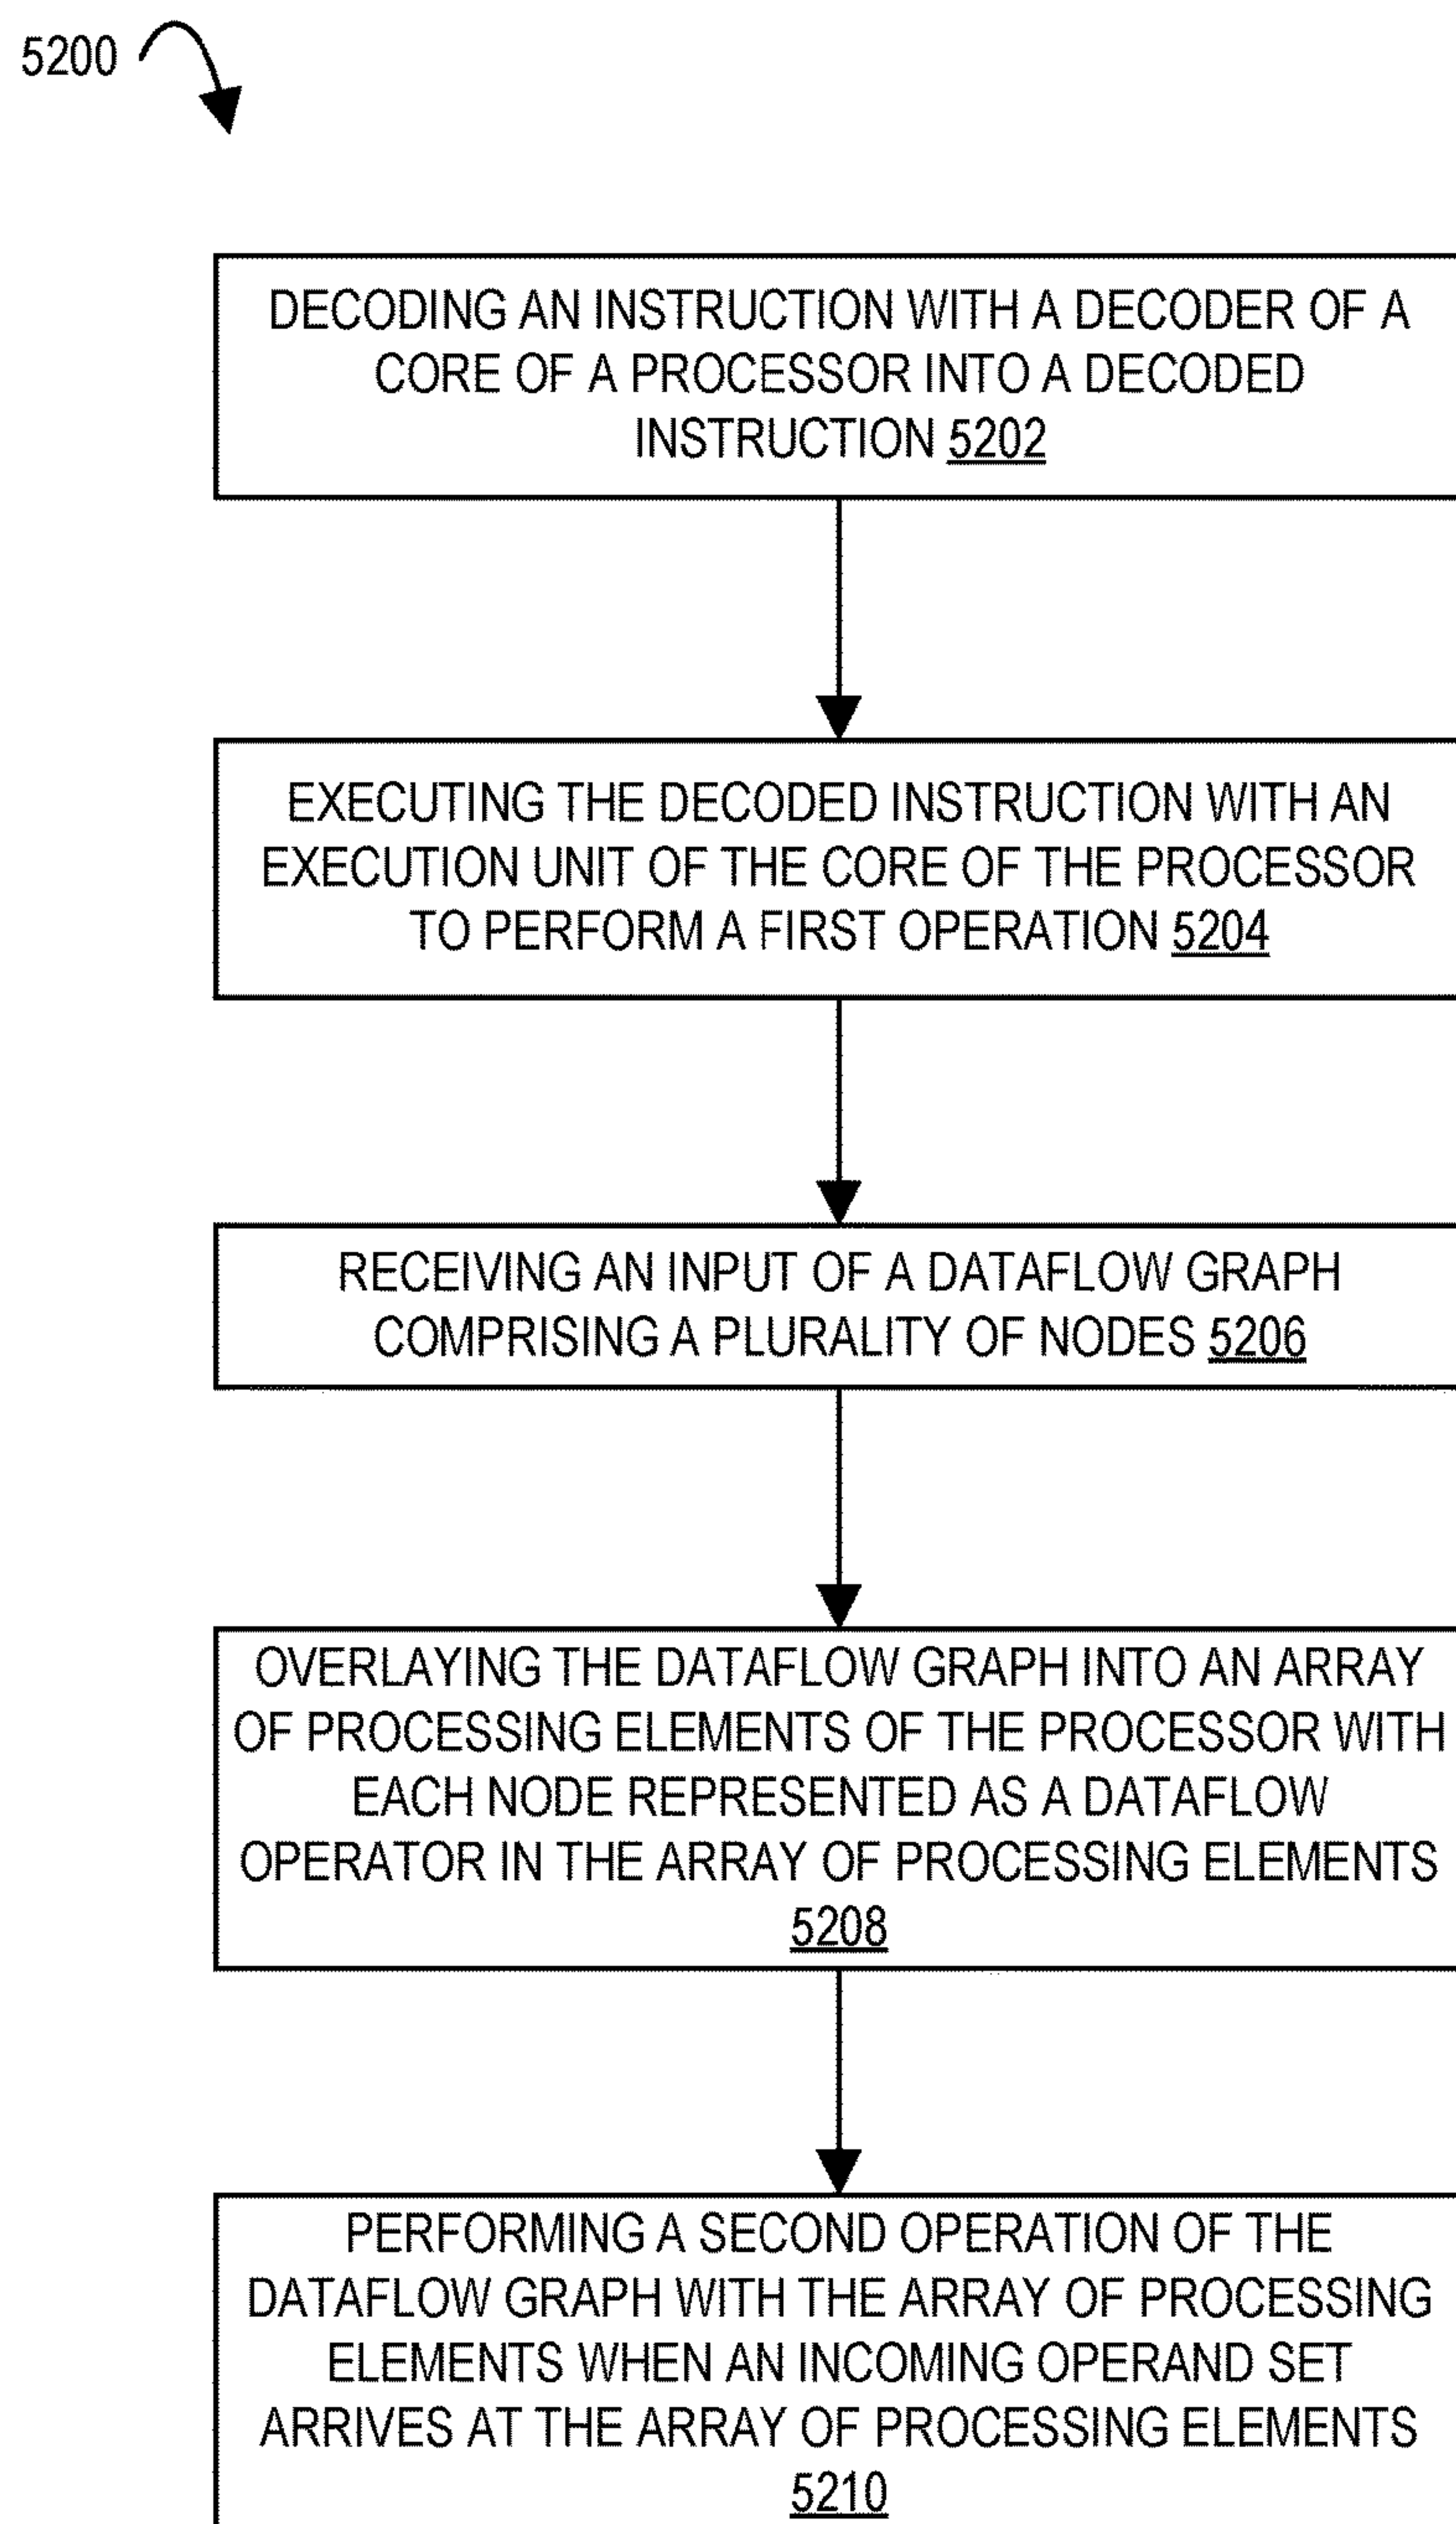 5200
DECODING AN INSTRUCTION WITH A DECODER OF A
CORE OF A PROCESSOR INTO A DECODED
INSTRUCTION 5202
EXECUTING THE DECODED INSTRUCTION WITH AN
EXECUTION UNIT OF THE CORE OF THE PROCESSOR
TO PERFORM A FIRST OPERATION 5204
RECEIVING AN INPUT OF A DATAFLOW GRAPH
COMPRISING A PLURALITY OF NODES 5206
OVERLAYING THE DATAFLOW GRAPH INTO AN ARRAY
OF PROCESSING ELEMENTS OF THE PROCESSOR WITH
EACH NODE REPRESENTED AS A DATAFLOW
OPERATOR IN THE ARRAY OF PROCESSING ELEMENTS
5208
PERFORMING A SECOND OPERATION OF THE
DATAFLOW GRAPH WITH THE ARRAY OF PROCESSING
ELEMENTS WHEN AN INCOMING OPERAND SET
ARRIVES AT THE ARRAY OF PROCESSING ELEMENTS
5210